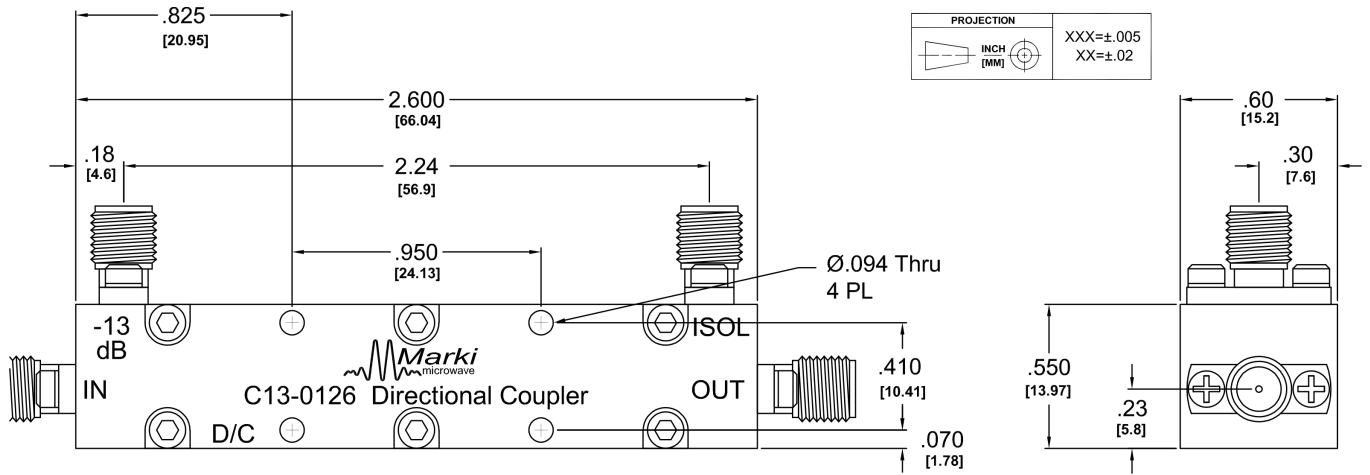 .825
[20.95]
PROJECTION
INCH
[MM]
XXX=±.005
XX=±.02
2.600
[66.04]
.60
[15.2]
.18
[4.6]
2.24
[56.9]
.30
[7.6]
.950
[24.13]
Ø.094 Thru
4 PL
-13
dB
ISOL
Marki
microwave
IN
OUT
C13-0126 Directional Coupler
D/C
.410
[10.41]
.550
[13.97]
.23
[5.8]
.070
[1.78]